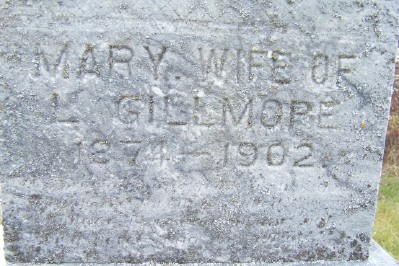 MARY. WIFE OF
L. GILLMORE
1874 - 1902